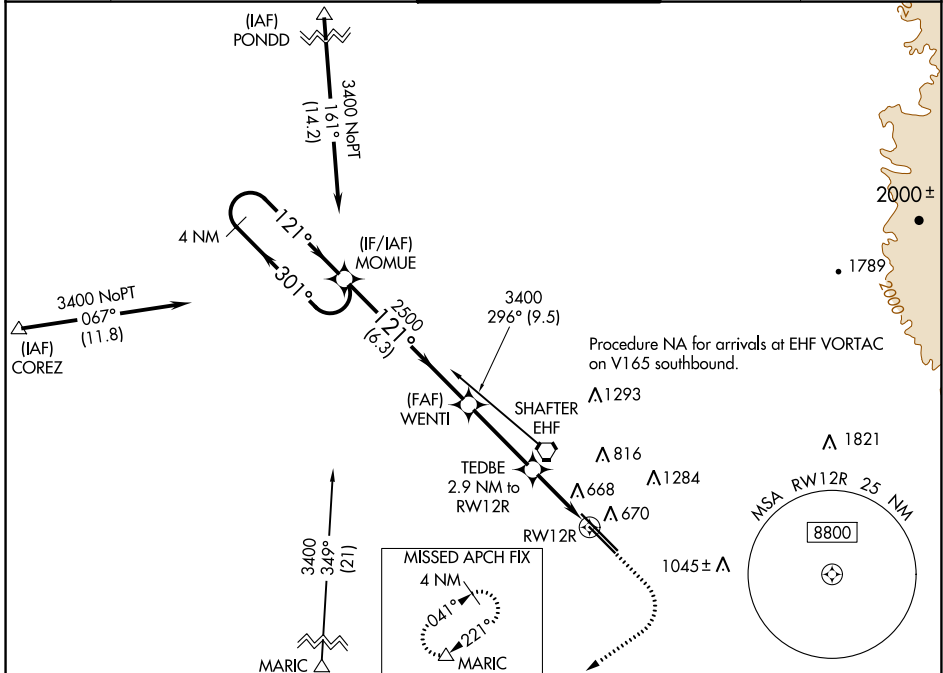 (IAF)
PONDD
3400 NoPT
161°
(14.2)
2000±
1789
2000
4 NM
121°
301°
(IF/IAF)
MOMUE
3400 NoPT
067°
(11.8)
(IAF)
COREZ
2500
121°
(6.3)
3400
296° (9.5)
Procedure NA for arrivals at EHF VORTAC
on V165 southbound.
1293
(FAF)
WENTI
SHAFTER
EHF
816
1821
1284
TEDBE
2.9 NM to
RW12R
668
670
RW12R
MSA RW12R 25 NM
8800
1045±
3400
349°
(21)
MARIC
MISSED APCH FIX
4 NM
041°
221°
MARIC